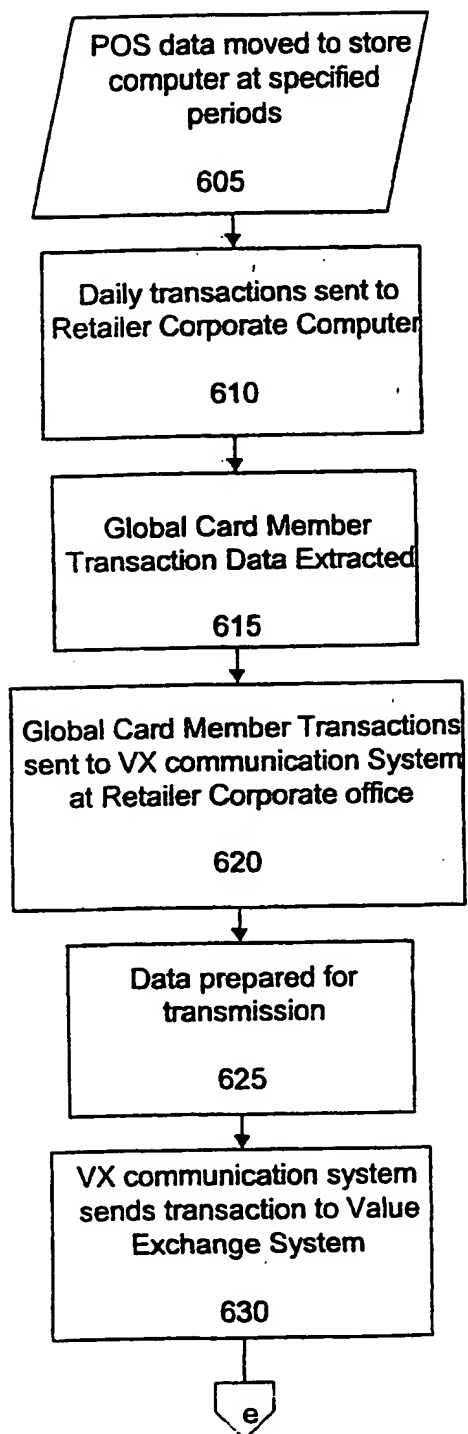 POS data moved to store
computer at specified
periods
605
Daily transactions sent to
Retailer Corporate Computer
610
Global Card Member
Transaction Data Extracted
615
Global Card Member Transactions
sent to VX communication System
at Retailer Corporate office
620
Data prepared for
transmission
625
VX communication system
sends transaction to Value
Exchange System
630
e